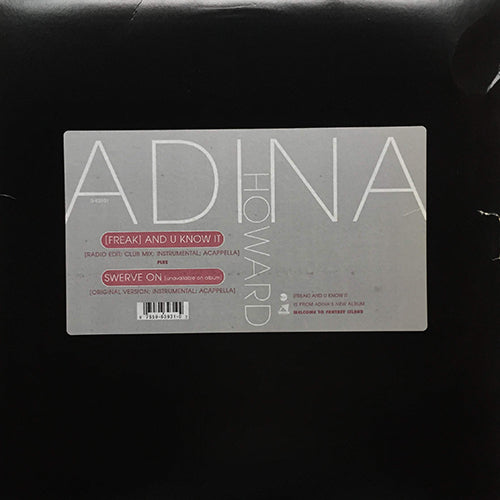 ADINA
HOWARD
[FREAK] AND U KNOW IT
[RADIO EDIT; CLUB MIX; INSTRUMENTAL; ACAPPELLA]
PLUS
SWERVE ON [unavailable on album]
[ORIGINAL VERSION; INSTRUMENTAL; ACAPPELLA]
[FREAK] AND U KNOW IT
IS FROM ADINA'S NEW ALBUM
WELCOME TO FANTASY ISLAND